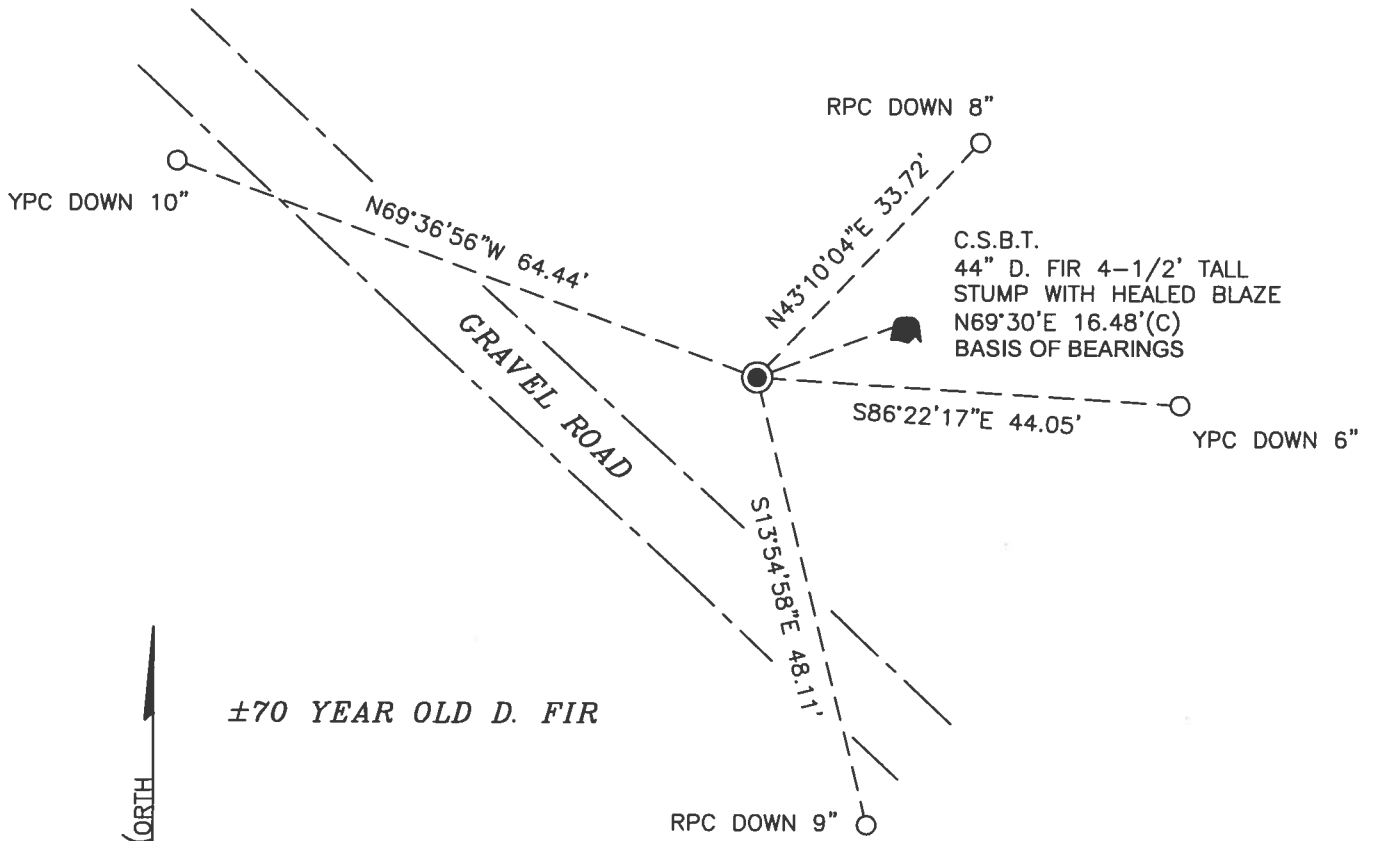 RPC DOWN 8"
YPC DOWN 10"
N69°36'56"W 64.44'
N43°10'04"E 33.72'
C.S.B.T.
44" D. FIR 4-1/2' TALL
STUMP WITH HEALED BLAZE
N69°30'E 16.48'(C)
BASIS OF BEARINGS
GRAVEL ROAD
S86°22'17"E 44.05'
YPC DOWN 6"
S13°54'58"E 48.11'
±70 YEAR OLD D. FIR
RPC DOWN 9"